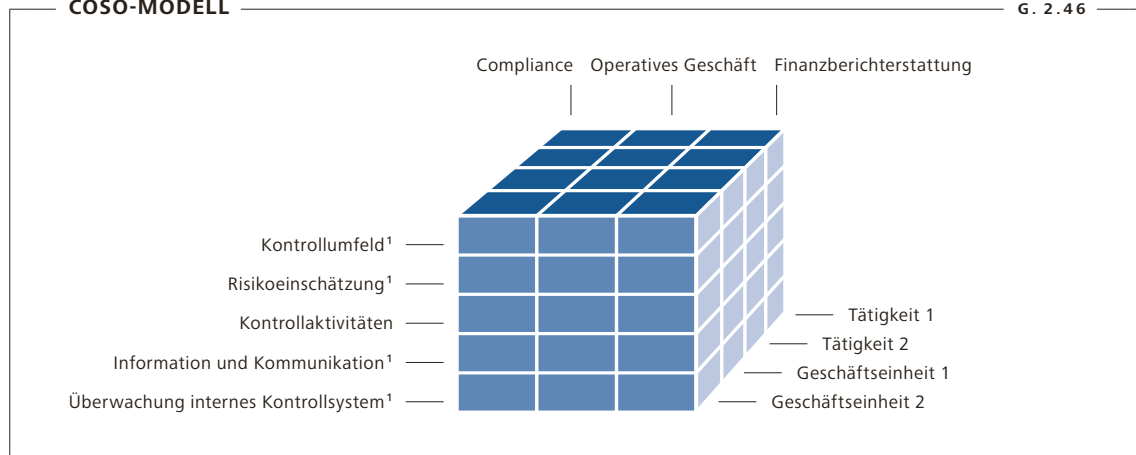 COSO-MODELL
G. 2.46
Compliance Operatives Geschäft Finanzberichterstattung
Kontrollumfeld¹
Risikoeinschätzung¹
Kontrollaktivitäten
Information und Kommunikation¹
Überwachung internes Kontrollsystem¹
Tätigkeit 1
Tätigkeit 2
Geschäftseinheit 1
Geschäftseinheit 2